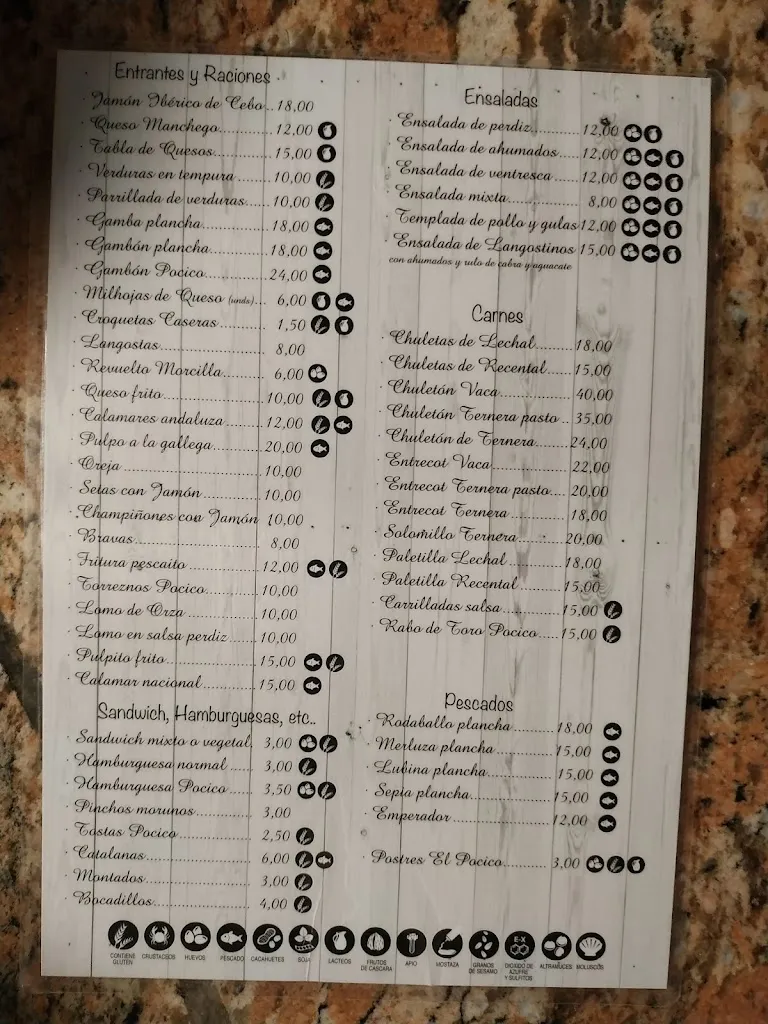 Entrantes y Raciones
· Jamón Ibérico de Cebo..18,00
· Queso Manchego............12,00
· Tabla de Quesos............15,00
· Verduras en tempura.......10,00
· Parrillada de verduras.....10,00
· Gamba plancha..............18,00
· Gambón plancha............18,00
· Gambón Pocico..............24,00
· Milhojas de Queso (unds)... 6,00
· Croquetas Caseras.......... 1,50
· Langostas..................... 8,00
· Revuelto Morcilla........... 6,00
· Queso frito....................10,00
· Calamares andaluza........12,00
· Pulpo a la gallega..........20,00
· Oreja..........................10,00
· Setas con Jamón............10,00
· Champiñones con Jamón 10,00
· Bravas........................ 8,00
· Fritura pescaito.............12,00
· Torreznos Pocico............10,00
· Lomo de Orza................10,00
· Lomo en salsa perdiz......10,00
· Pulpito frito..................15,00
· Calamar nacional............15,00
Sandwich, Hamburguesas, etc..
· Sandwich mixto o vegetal. 3,00
· Hamburguesa normal ..... 3,00
· Hamburguesa Pocico....... 3,50
· Pinchos morunos ........... 3,00
· Tostas Pocico................ 2,50
· Catalanas..................... 6,00
· Montados..................... 3,00
· Bocadillos..................... 4,00
Ensaladas
· Ensalada de perdiz..........12,00
· Ensalada de ahumados....12,00
· Ensalada de ventresca.....12,00
· Ensalada mixta.............. 8,00
· Templada de pollo y gulas 12,00
· Ensalada de Langostinos 15,00
con ahumados y rulo de cabra y aguacate
Carnes
· Chuletas de Lechal........18,00
· Chuletas de Recental......15,00
· Chuletón Vaca...............40,00
· Chuletón Ternera pasto .. 35,00
· Chuletón de Ternera.......24,00
· Entrecot Vaca...............22,00
· Entrecot Ternera pasto.... 20,00
· Entrecot Ternera............18,00
· Solomillo Ternera...........20,00
· Paletilla Lechal.............18,00
· Paletilla Recental ..........15,00
· Carrilladas salsa............15,00
· Rabo de Toro Pocico.....15,00
Pescados
· Rodaballo plancha..........18,00
· Merluza plancha............15,00
· Lubina plancha..............15,00
· Sepia plancha................15,00
· Emperador...................12,00
· Postres El Pocico........... 3,00
CONTIENE GLUTEN
CRUSTÁCEOS
HUEVOS
PESCADO
CACAHUETES
SOJA
LÁCTEOS
FRUTOS DE CÁSCARA
APIO
MOSTAZA
GRANOS DE SÉSAMO
E-X
DIÓXIDO DE AZUFRE Y SULFITOS
ALTRAMUCES
MOLUSCOS